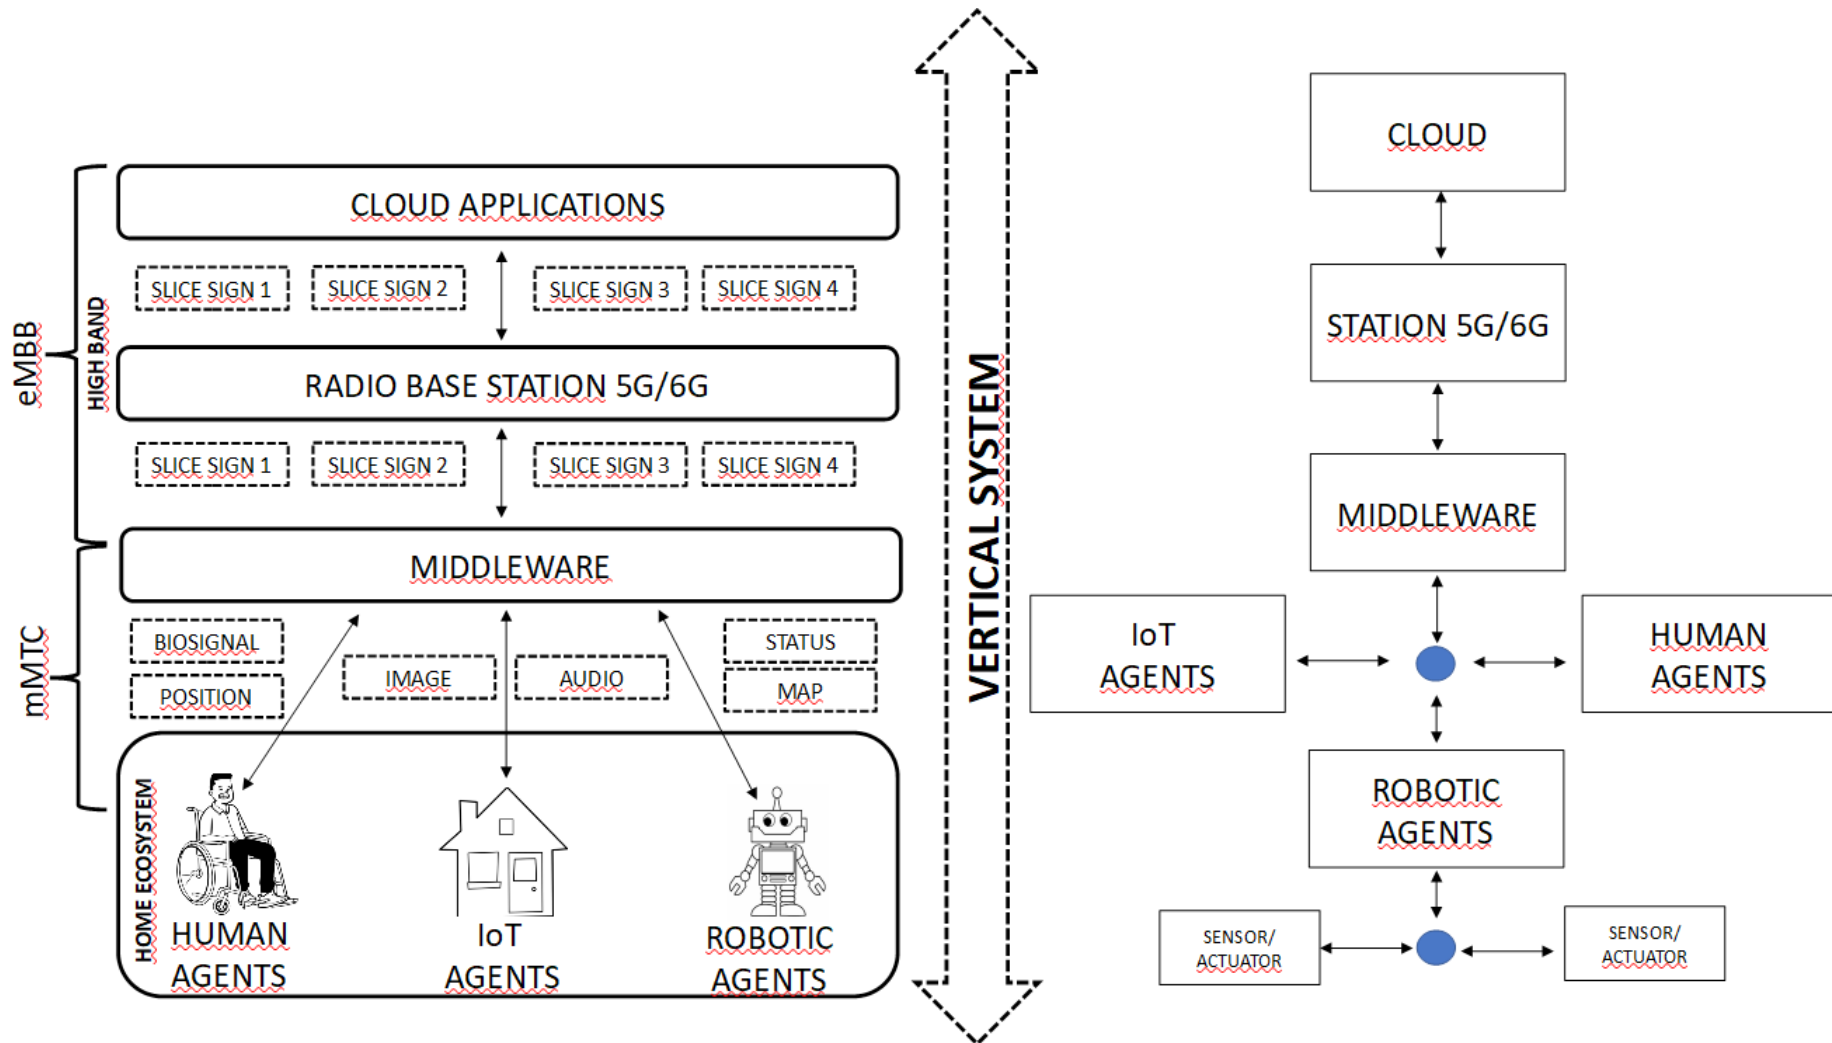 CLOUD APPLICATIONS
SLICE SIGN 1
SLICE SIGN 2
SLICE SIGN 3
SLICE SIGN 4
eMBB
HIGH BAND
RADIO BASE STATION 5G/6G
SLICE SIGN 1
SLICE SIGN 2
SLICE SIGN 3
SLICE SIGN 4
MIDDLEWARE
mMTC
BIOSIGNAL
POSITION
IMAGE
AUDIO
STATUS
MAP
HOME ECOSYSTEM
HUMAN
AGENTS
IoT
AGENTS
ROBOTIC
AGENTS
VERTICAL SYSTEM
CLOUD
STATION 5G/6G
MIDDLEWARE
IoT
AGENTS
HUMAN
AGENTS
ROBOTIC
AGENTS
SENSOR/
ACTUATOR
SENSOR/
ACTUATOR